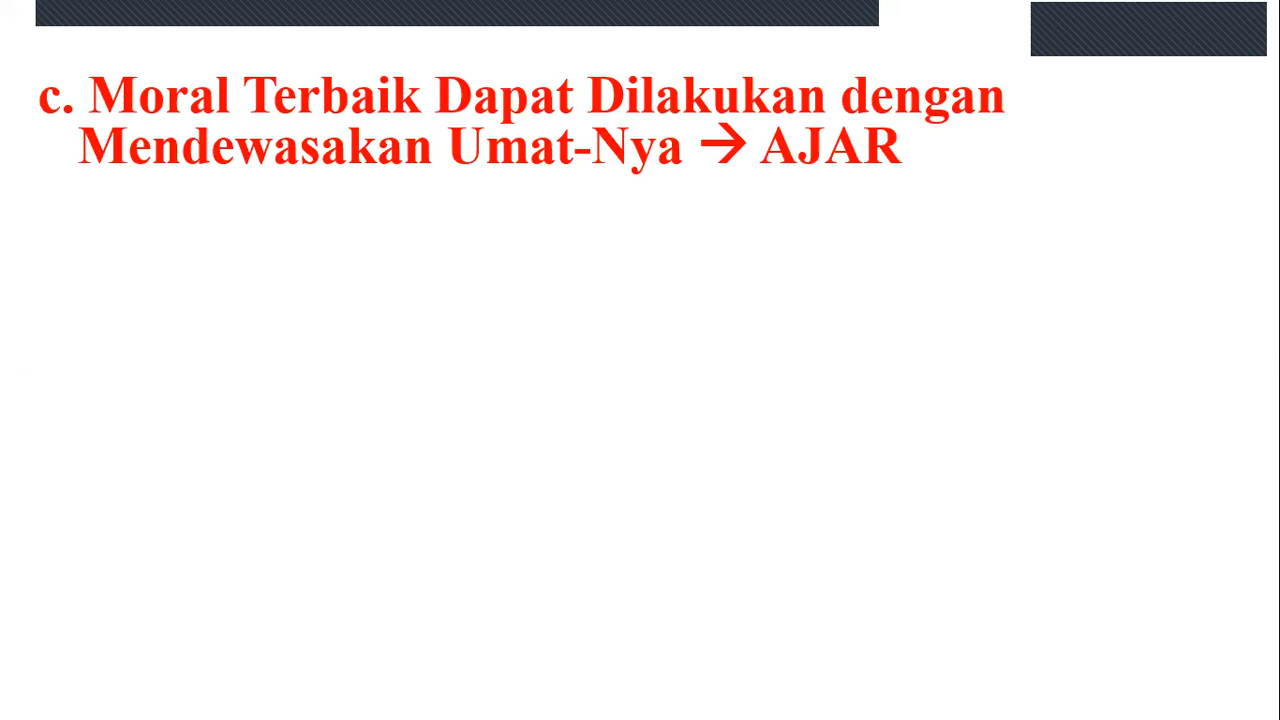 c. Moral Terbaik Dapat Dilakukan dengan
Mendewasakan Umat-Nya → AJAR